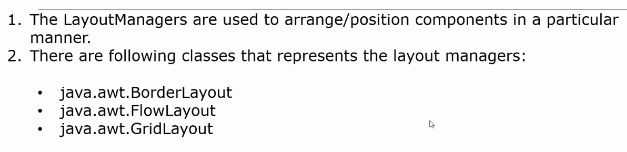 1. The LayoutManagers are used to arrange/position components in a particular
manner.
2. There are following classes that represents the layout managers:
• java.awt.BorderLayout
• java.awt.FlowLayout
• java.awt.GridLayout